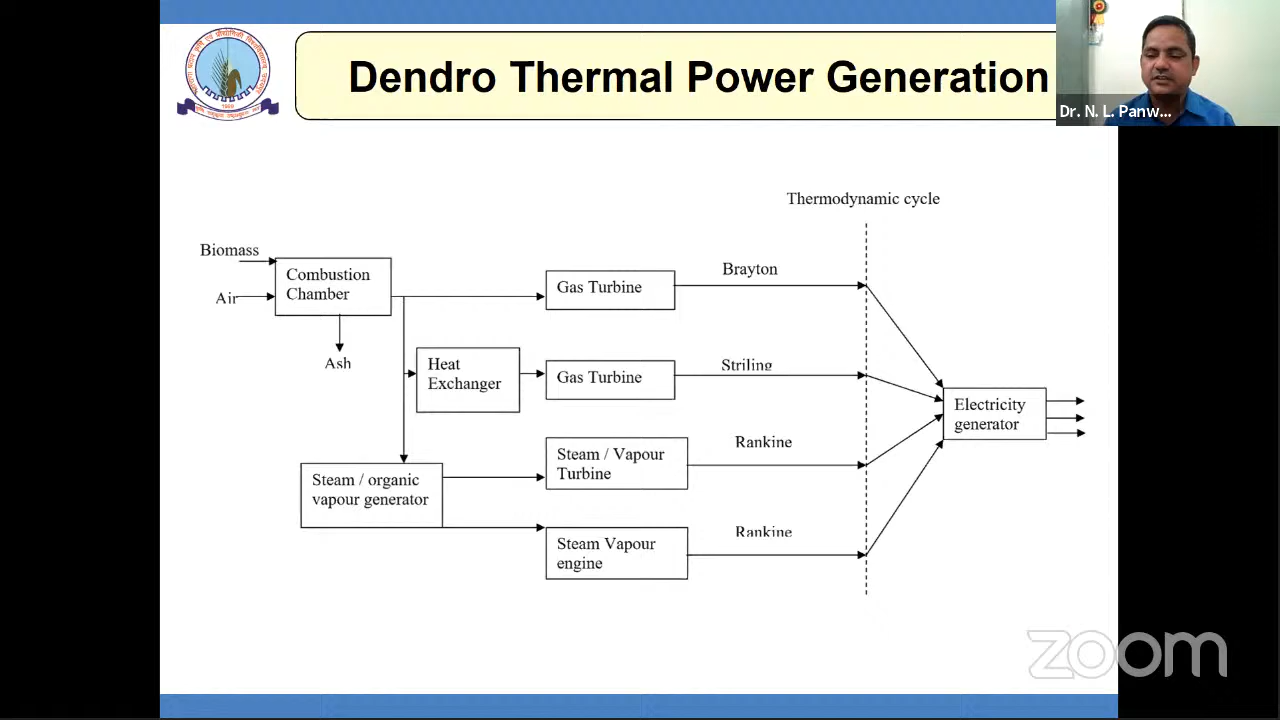 Dendro Thermal Power Generation
Dr. N. L. Panw...
Thermodynamic cycle
Biomass
Air
Combustion
Chamber
Ash
Gas Turbine
Brayton
Heat
Exchanger
Gas Turbine
Striling
Electricity
generator
Steam / organic
vapour generator
Steam / Vapour
Turbine
Rankine
Steam Vapour
engine
Rankine
zoom